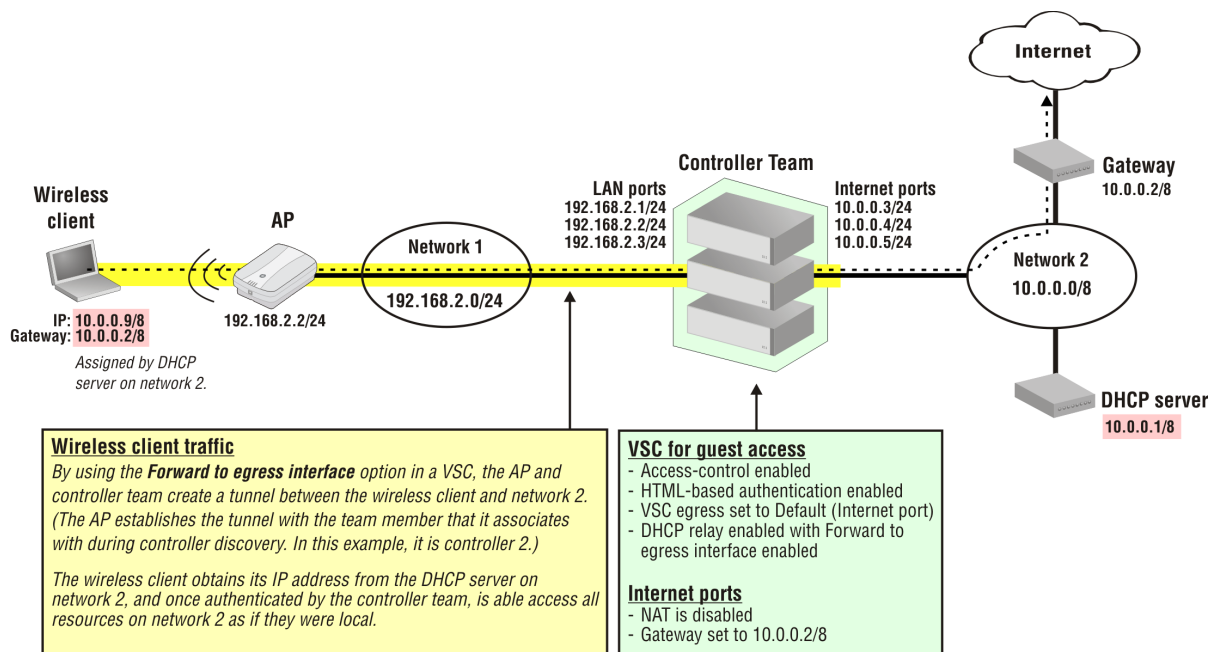 Internet
Gateway
10.0.0.2/8
Controller Team
LAN ports
192.168.2.1/24
192.168.2.2/24
192.168.2.3/24
Internet ports
10.0.0.3/24
10.0.0.4/24
10.0.0.5/24
Wireless
client
AP
Network 1
192.168.2.0/24
Network 2
10.0.0.0/8
IP: 10.0.0.9/8
Gateway: 10.0.0.2/8
Assigned by DHCP
server on network 2.
192.168.2.2/24
DHCP server
10.0.0.1/8
Wireless client traffic
By using the Forward to egress interface option in a VSC, the AP and
controller team create a tunnel between the wireless client and network 2.
(The AP establishes the tunnel with the team member that it associates
with during controller discovery. In this example, it is controller 2.)
The wireless client obtains its IP address from the DHCP server on
network 2, and once authenticated by the controller team, is able access all
resources on network 2 as if they were local.
VSC for guest access
- Access-control enabled
- HTML-based authentication enabled
- VSC egress set to Default (Internet port)
- DHCP relay enabled with Forward to
egress interface enabled
Internet ports
- NAT is disabled
- Gateway set to 10.0.0.2/8